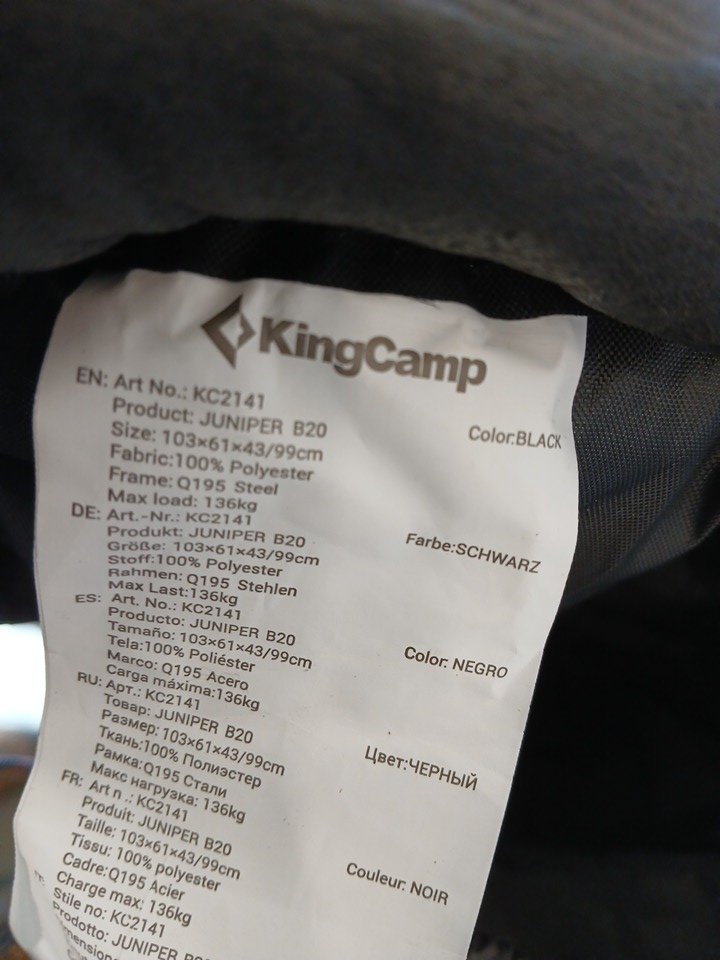 KingCamp
EN: Art No.: KC2141
Product: JUNIPER B20
Color:BLACK
Size: 103×61×43/99cm
Fabric:100% Polyester
Frame:Q195 Steel
Max load: 136kg
DE: Art.-Nr.: KC2141
Produkt: JUNIPER B20
Farbe:SCHWARZ
Größe: 103×61×43/99cm
Stoff:100% Polyester
Rahmen: Q195 Stehlen
Max Last:136kg
ES: Art. No.: KC2141
Producto: JUNIPER B20
Color: NEGRO
Tamaño: 103×61×43/99cm
Tela:100% Poliéster
Marco: Q195 Acero
Carga máxima:136kg
RU: Арт.: KC2141
Товар: JUNIPER B20
Цвет:ЧЕРНЫЙ
Размер: 103×61×43/99cm
Ткань:100% Полиэстер
Рамка:Q195 Стали
Макс нагрузка: 136kg
FR: Art n .: KC2141
Produit: JUNIPER B20
Couleur: NOIR
Taille: 103×61×43/99cm
Tissu: 100% polyester
Cadre:Q195 Acier
Charge max: 136kg
Stile no: KC2141
Prodotto: JUNIPER